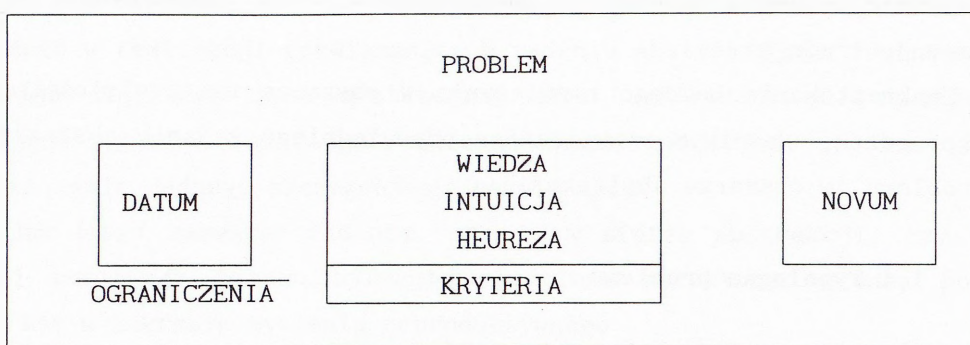 PROBLEM
WIEDZA
DATUM
INTUICJA
NOVUM
HEUREZA
OGRANICZENIA
KRYTERIA